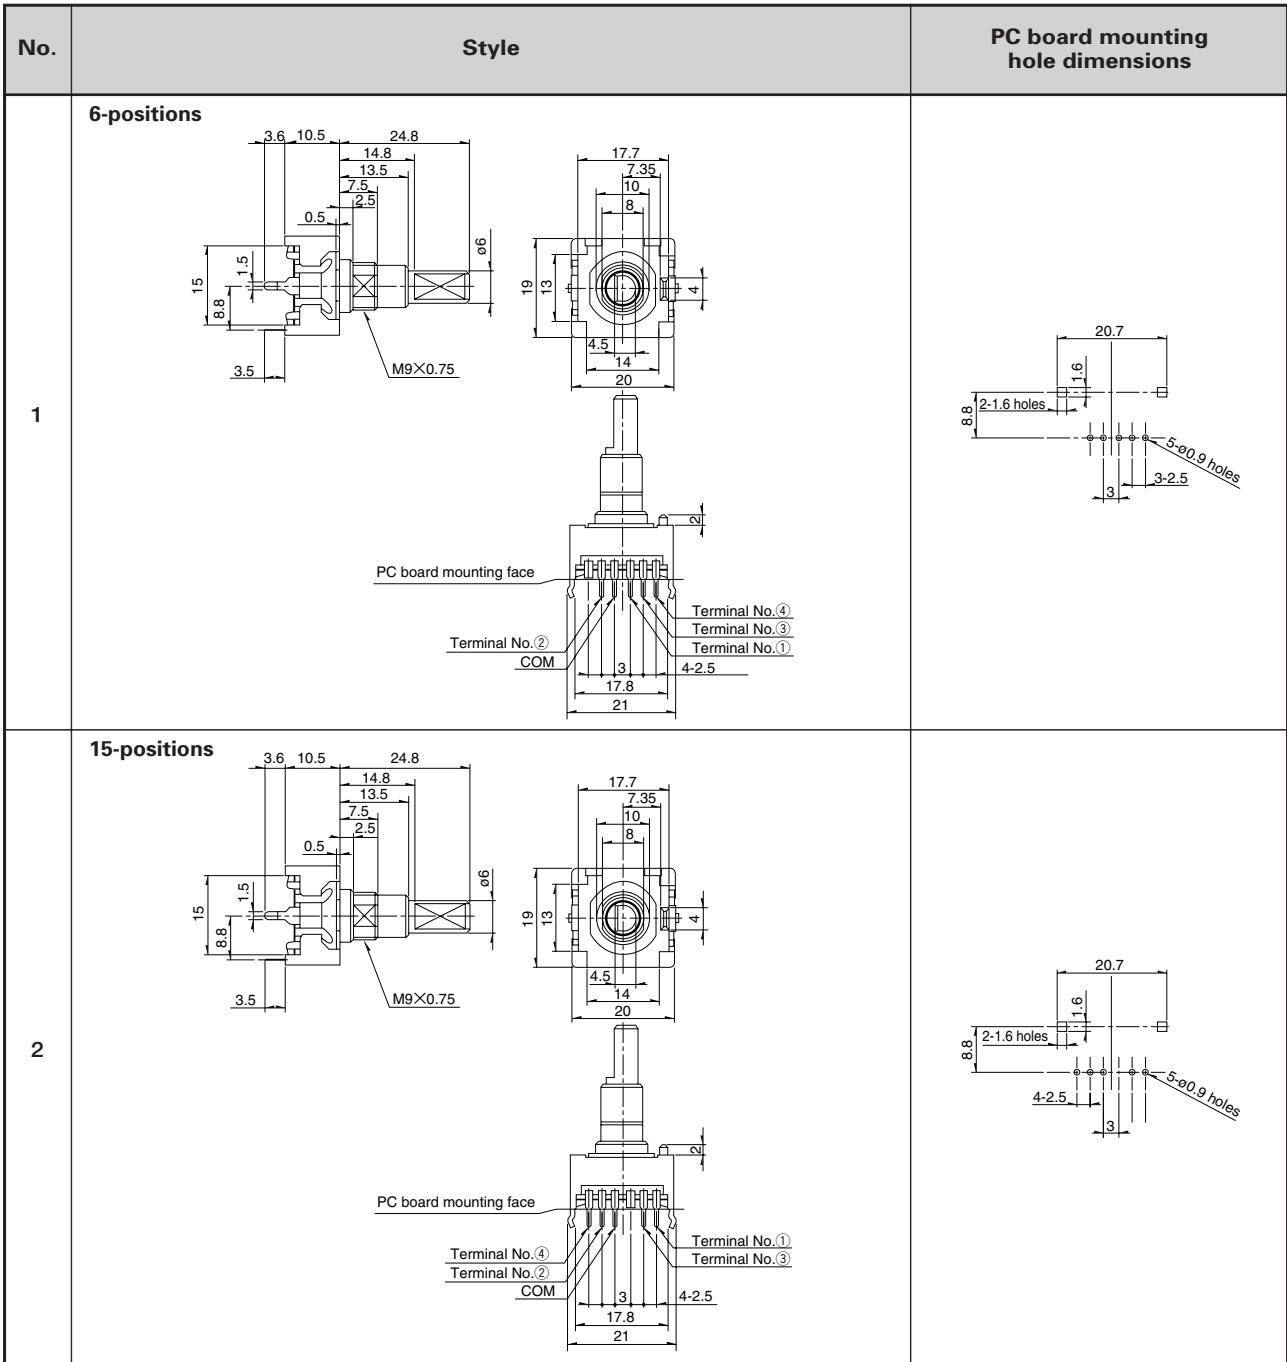 No.
Style
PC board mounting
hole dimensions
1
6-positions
3.6 10.5 24.8
14.8
13.5
7.5
2.5
0.5
15
1.5
8.8
3.5
ø6
M9×0.75
17.7
7.35
10
8
19
13
4
4.5
14
20
2
PC board mounting face
Terminal No.④
Terminal No.③
Terminal No.②
Terminal No.①
COM
3
4-2.5
17.8
21
20.7
1.6
2-1.6 holes
8.8
5-ø0.9 holes
3-2.5
3
2
15-positions
3.6 10.5 24.8
14.8
13.5
7.5
2.5
0.5
15
1.5
8.8
3.5
ø6
M9×0.75
17.7
7.35
10
8
19
13
4
4.5
14
20
2
PC board mounting face
Terminal No.①
Terminal No.④
Terminal No.③
Terminal No.②
COM
3
4-2.5
17.8
21
20.7
1.6
2-1.6 holes
8.8
5-ø0.9 holes
4-2.5
3